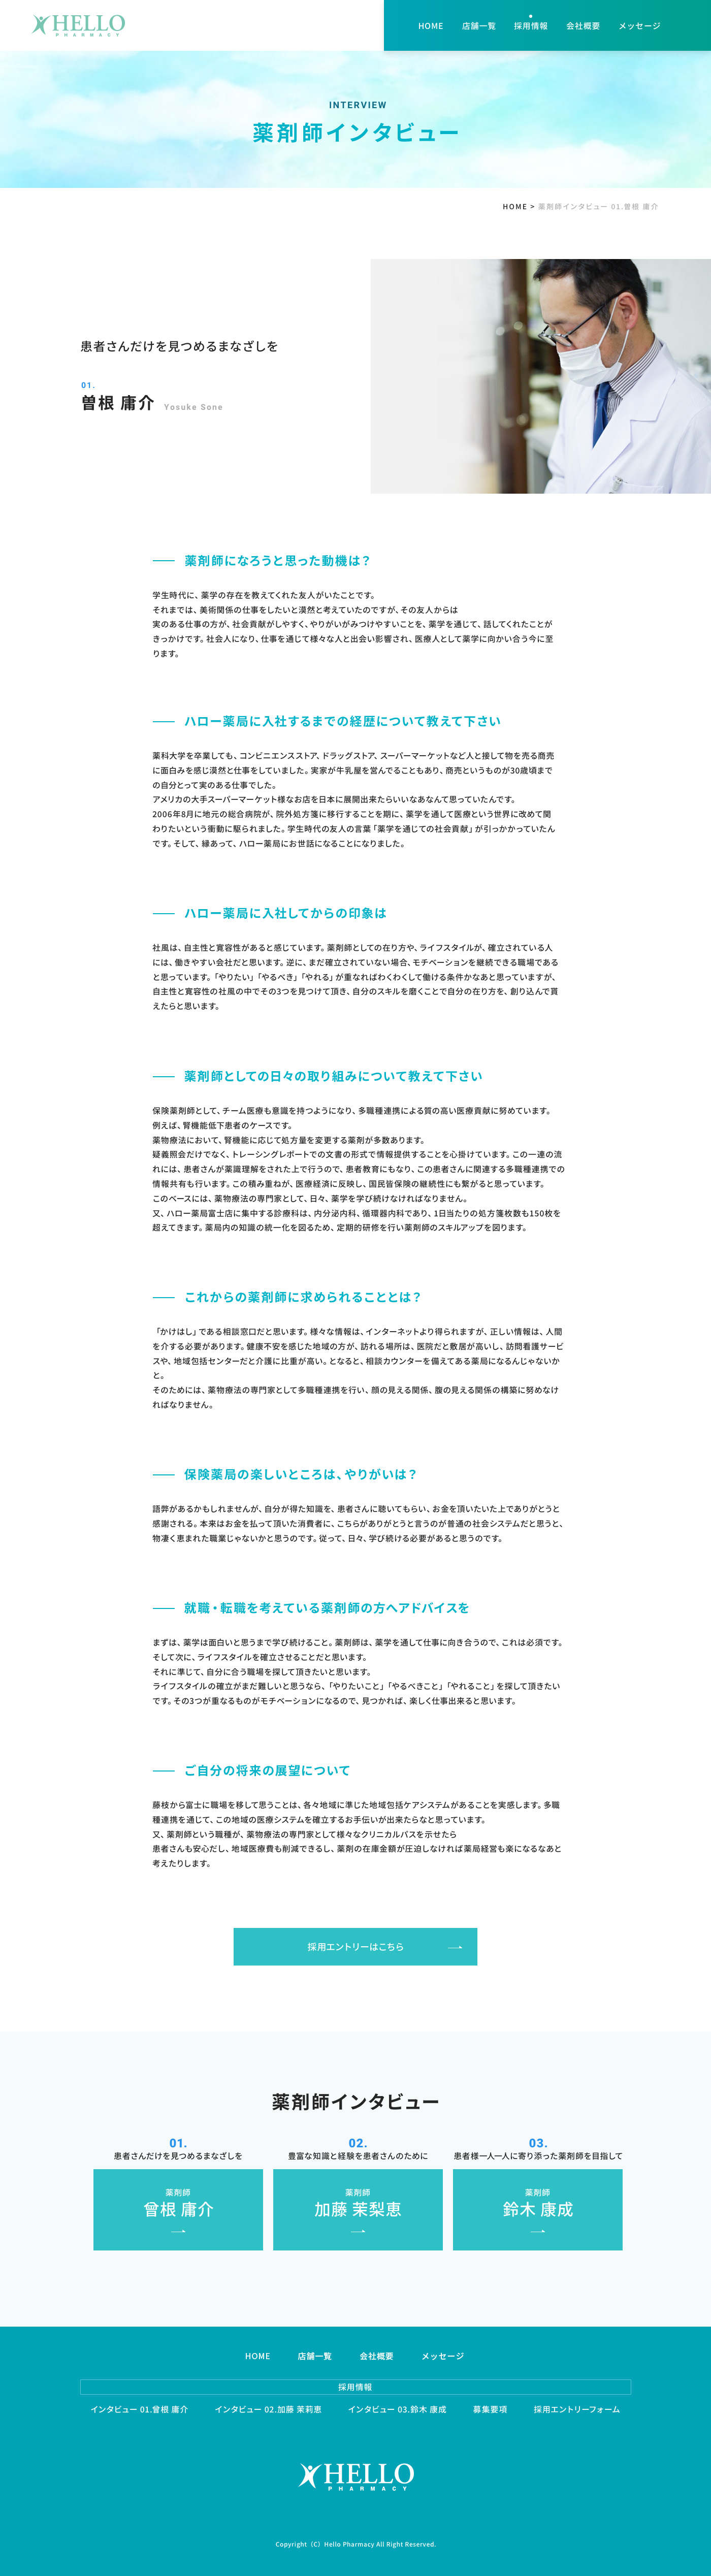 HELLO
PHARMACY
HOME 店舗一覧 採用情報 会社概要 メッセージ
INTERVIEW
薬剤師インタビュー
HOME > 薬剤師インタビュー 01.曽根 庸介
患者さんだけを見つめるまなざしを
01.
曽根 庸介 Yosuke Sone
薬剤師になろうと思った動機は？
学生時代に、薬学の存在を教えてくれた友人がいたことです。
それまでは、美術関係の仕事をしたいと漠然と考えていたのですが、その友人からは
実のある仕事の方が、社会貢献がしやすく、やりがいがみつけやすいことを、薬学を通じて、話してくれたことが
きっかけです。社会人になり、仕事を通じて様々な人と出会い影響され、医療人として薬学に向かい合う今に至
ります。
ハロー薬局に入社するまでの経歴について教えて下さい
薬科大学を卒業しても、コンビニエンスストア、ドラッグストア、スーパーマーケットなど人と接して物を売る商売
に面白みを感じ漠然と仕事をしていました。実家が牛乳屋を営んでることもあり、商売というものが30歳頃まで
の自分とって実のある仕事でした。
アメリカの大手スーパーマーケット様なお店を日本に展開出来たらいいなあなんて思っていたんです。
2006年8月に地元の総合病院が、院外処方箋に移行することを期に、薬学を通して医療という世界に改めて関
わりたいという衝動に駆られました。学生時代の友人の言葉「薬学を通じての社会貢献」が引っかかっていたん
です。そして、縁あって、ハロー薬局にお世話になることになりました。
ハロー薬局に入社してからの印象は
社風は、自主性と寛容性があると感じています。薬剤師としての在り方や、ライフスタイルが、確立されている人
には、働きやすい会社だと思います。逆に、まだ確立されていない場合、モチベーションを継続できる職場である
と思っています。「やりたい」「やるべき」「やれる」が重なればわくわくして働ける条件かなあと思っていますが、
自主性と寛容性の社風の中でその3つを見つけて頂き、自分のスキルを磨くことで自分の在り方を、創り込んで貰
えたらと思います。
薬剤師としての日々の取り組みについて教えて下さい
保険薬剤師として、チーム医療も意識を持つようになり、多職種連携による質の高い医療貢献に努めています。
例えば、腎機能低下患者のケースです。
薬物療法において、腎機能に応じて処方量を変更する薬剤が多数あります。
疑義照会だけでなく、トレーシングレポートでの文書の形式で情報提供することを心掛けています。この一連の流
れには、患者さんが薬識理解をされた上で行うので、患者教育にもなり、この患者さんに関連する多職種連携での
情報共有も行います。この積み重ねが、医療経済に反映し、国民皆保険の継続性にも繋がると思っています。
このベースには、薬物療法の専門家として、日々、薬学を学び続けなければなりません。
又、ハロー薬局富士店に集中する診療科は、内分泌内科、循環器内科であり、1日当たりの処方箋枚数も150枚を
超えてきます。薬局内の知識の統一化を図るため、定期的研修を行い薬剤師のスキルアップを図ります。
これからの薬剤師に求められることとは？
「かけはし」である相談窓口だと思います。様々な情報は、インターネットより得られますが、正しい情報は、人間
を介する必要があります。健康不安を感じた地域の方が、訪れる場所は、医院だと敷居が高いし、訪問看護サービ
スや、地域包括センターだと介護に比重が高い。となると、相談カウンターを備えてある薬局になるんじゃないか
と。
そのためには、薬物療法の専門家として多職種連携を行い、顔の見える関係、腹の見える関係の構築に努めなけ
ればなりません。
保険薬局の楽しいところは、やりがいは？
語弊があるかもしれませんが、自分が得た知識を、患者さんに聴いてもらい、お金を頂いたいた上でありがとうと
感謝される。本来はお金を払って頂いた消費者に、こちらがありがとうと言うのが普通の社会システムだと思うと、
物凄く恵まれた職業じゃないかと思うのです。従って、日々、学び続ける必要があると思うのです。
就職・転職を考えている薬剤師の方へアドバイスを
まずは、薬学は面白いと思うまで学び続けること。薬剤師は、薬学を通して仕事に向き合うので、これは必須です。
そして次に、ライフスタイルを確立させることだと思います。
それに準じて、自分に合う職場を探して頂きたいと思います。
ライフスタイルの確立がまだ難しいと思うなら、「やりたいこと」「やるべきこと」「やれること」を探して頂きたい
です。その3つが重なるものがモチベーションになるので、見つかれば、楽しく仕事出来ると思います。
ご自分の将来の展望について
藤枝から富士に職場を移して思うことは、各々地域に準じた地域包括ケアシステムがあることを実感します。多職
種連携を通じて、この地域の医療システムを確立するお手伝いが出来たらなと思っています。
又、薬剤師という職種が、薬物療法の専門家として様々なクリニカルパスを示せたら
患者さんも安心だし、地域医療費も削減できるし、薬剤の在庫金額が圧迫しなければ薬局経営も楽になるなあと
考えたりします。
採用エントリーはこちら
薬剤師インタビュー
01. 02. 03.
患者さんだけを見つめるまなざしを 豊富な知識と経験を患者さんのために 患者様一人一人に寄り添った薬剤師を目指して
薬剤師 薬剤師 薬剤師
曾根 庸介 加藤 茉梨恵 鈴木 康成
HOME 店舗一覧 会社概要 メッセージ
採用情報
インタビュー 01.曾根 庸介 インタビュー 02.加藤 茉莉恵 インタビュー 03.鈴木 康成 募集要項 採用エントリーフォーム
HELLO
PHARMACY
Copyright（C）Hello Pharmacy All Right Reserved.